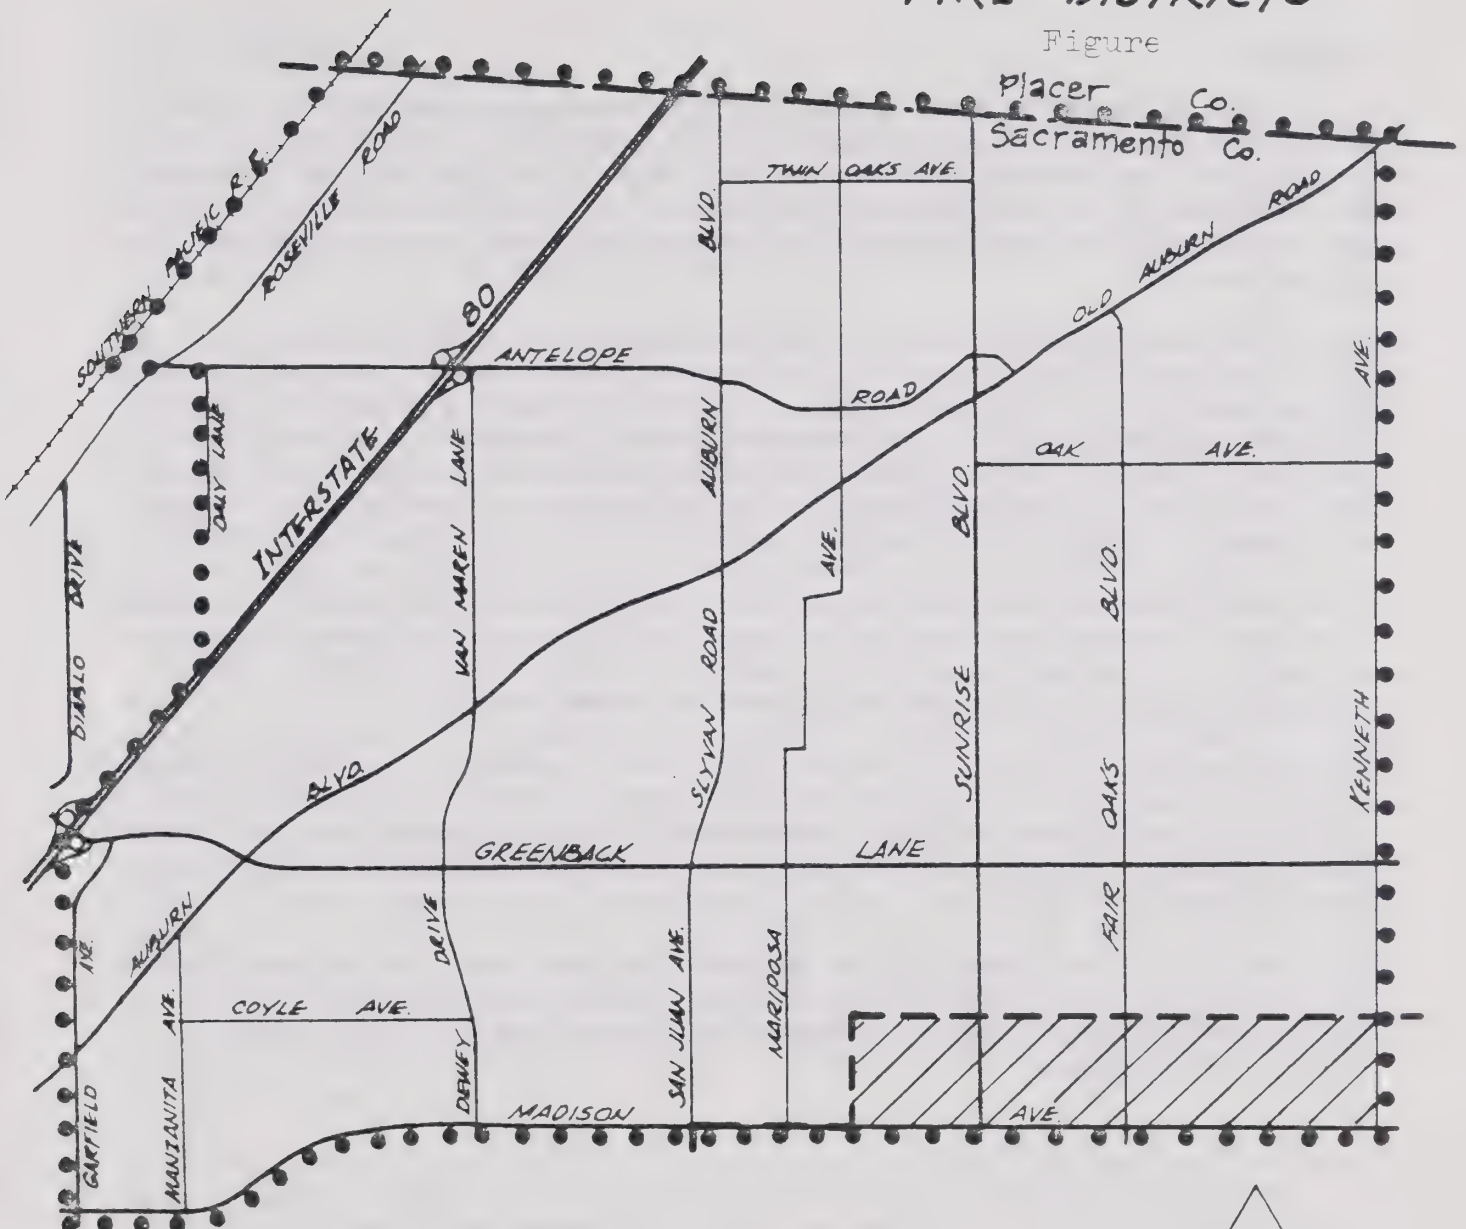 FIRE DISTRICTS
Figure
Placer Co.
Sacramento Co.
SOUTHERN PACIFIC R.R.
ROSEVILLE ROAD
TWIN OAKS AVE.
BLVD.
OLD AUBURN ROAD
80
ANTELOPE ROAD
DALY LANE
INTERSTATE
VAN MAREN LANE
AUBURN
OAK AVE.
AVE.
BLVD.
DIABLO DRIVE
SLYVAN ROAD
AVE.
SUNRISE
BLVD.
KENNETH
BLVD.
OAKS
GREENBACK LANE
FAIR
AUBURN
AVE.
DRIVE
SAN JUAN AVE.
MARIPOSA
COYLE AVE.
AVE.
DEWEY
MANZANITA
GARFIELD
MADISON AVE.